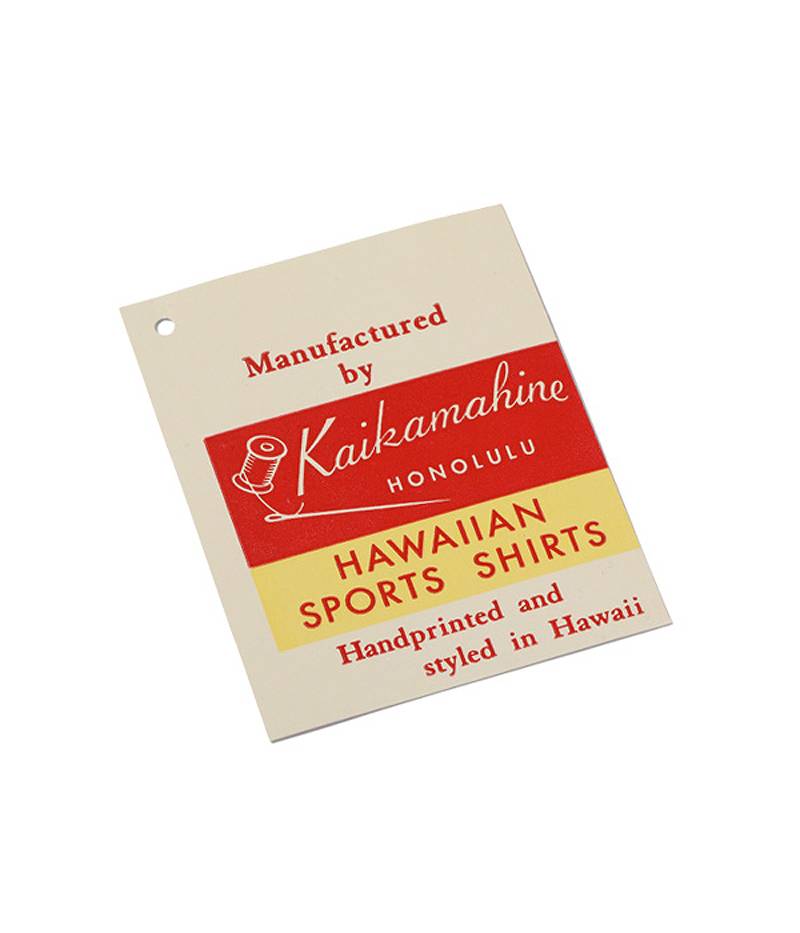 Manufactured
by
Kaikamahine
HONOLULU
HAWAIIAN
SPORTS SHIRTS
Handprinted and
styled in Hawaii